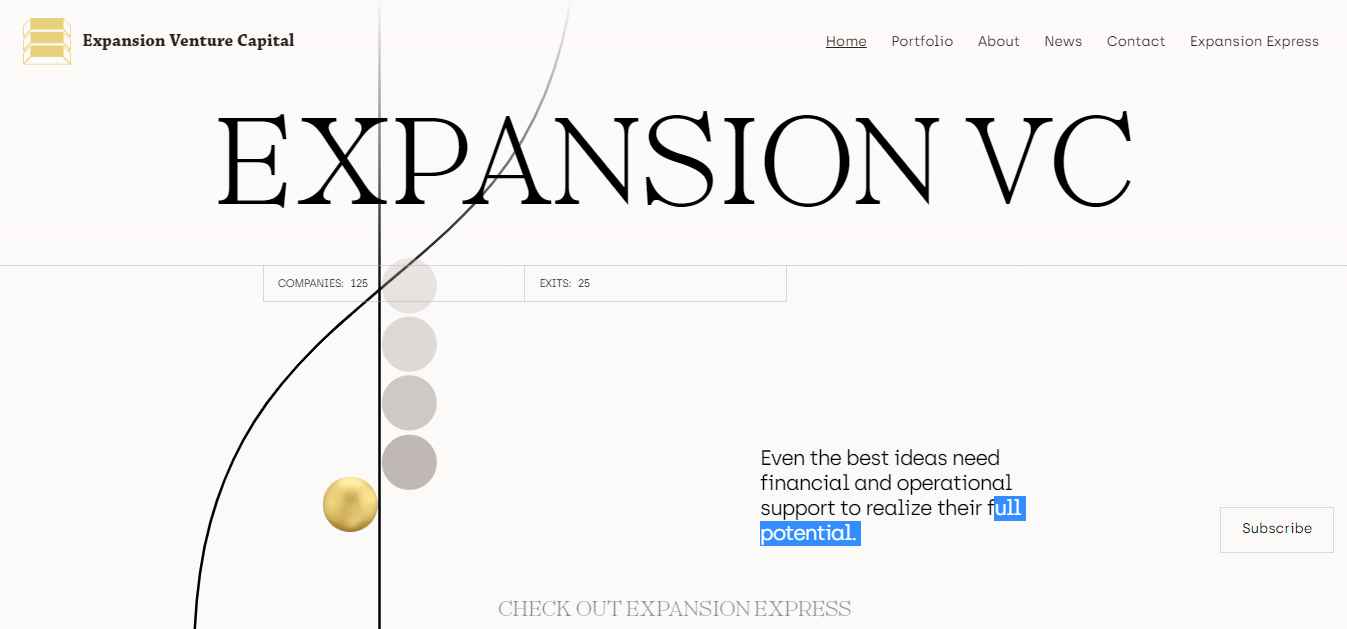 Expansion Venture Capital
Home Portfolio About News Contact Expansion Express
EXPANSION VC
COMPANIES: 125 EXITS: 25
Even the best ideas need
financial and operational
support to realize their full
potential.
Subscribe
CHECK OUT EXPANSION EXPRESS